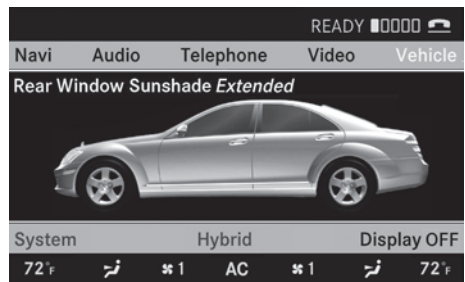 READY
Navi Audio Telephone Video Vehicle
Rear Window Sunshade Extended
System Hybrid Display OFF
72°F 1 AC 1 72°F